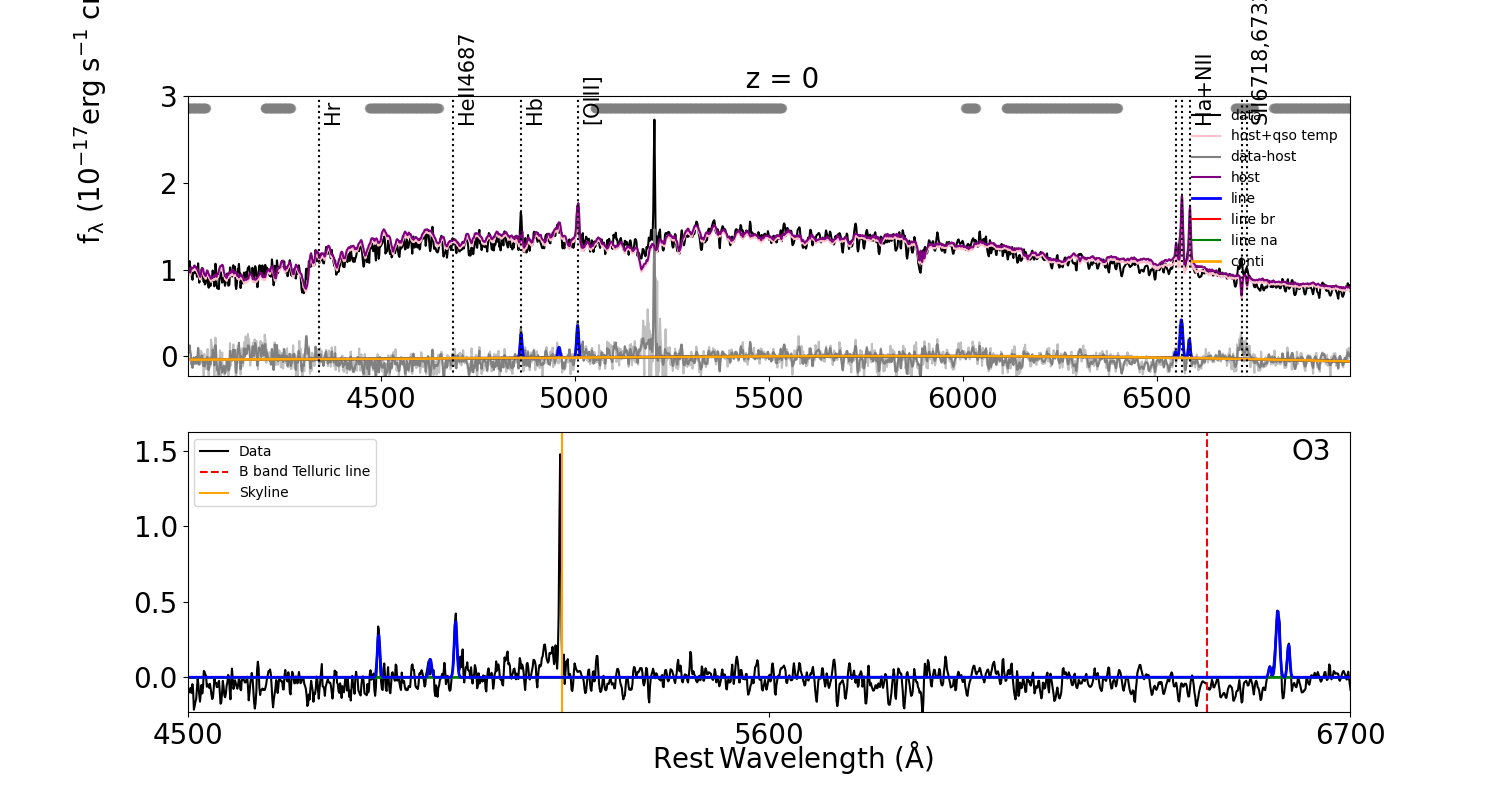 z = 0
fλ (10−17erg s−1 c
Hr
HeII4687
Hb
[OIII]
Ha+NII
SII6718,673
data
host+qso temp
data-host
host
line
line br
line na
conti
3
2
1
0
4500 5000 5500 6000 6500
O3
Data
B band Telluric line
Skyline
1.5
1.0
0.5
0.0
4500 5600 6700
Rest Wavelength (Å)